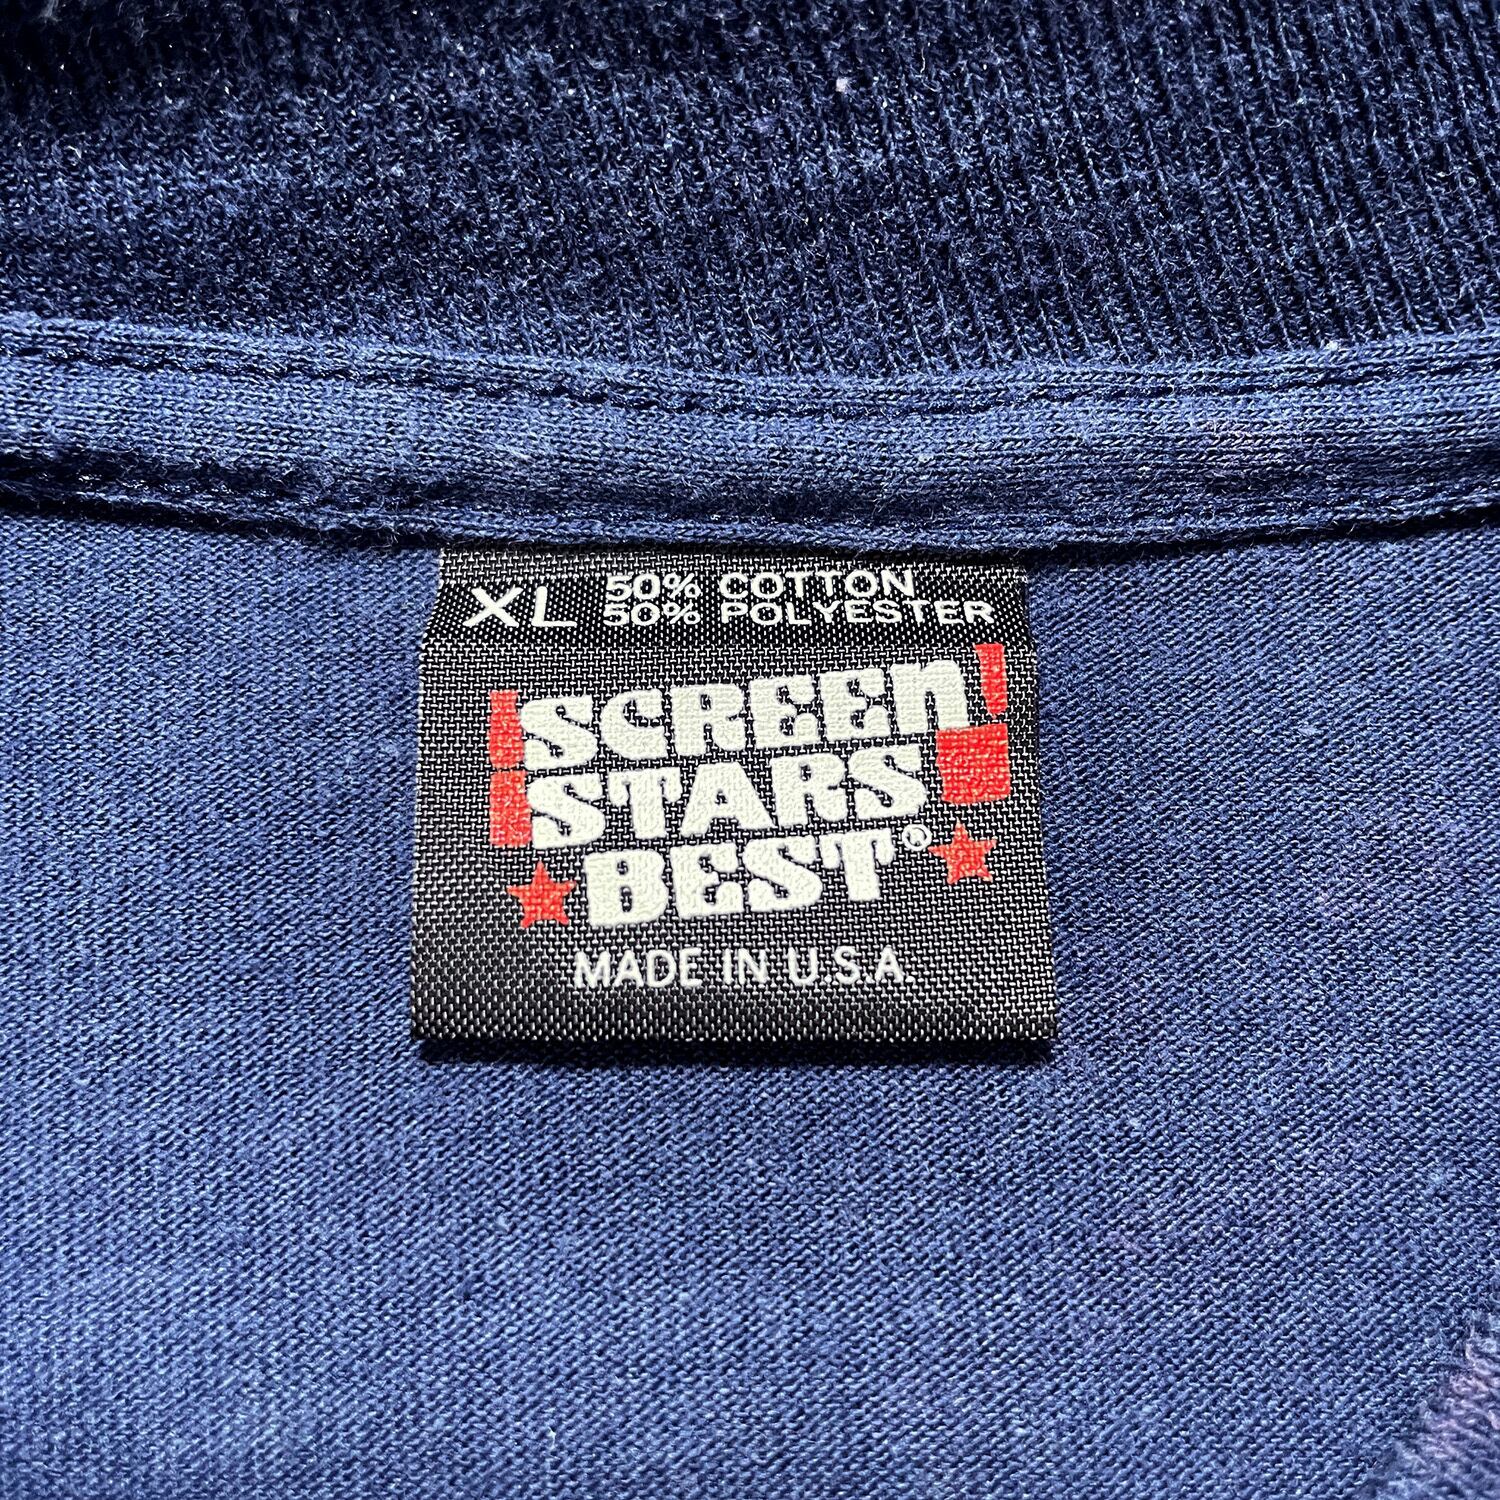 XL 50% COTTON
50% POLYESTER
SCREEN
STARS
BEST®
MADE IN U.S.A.